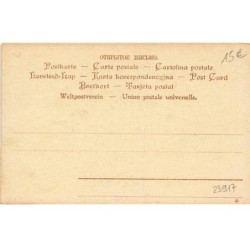 ОТКРЫТОЕ ПИСЬМО.
Postkarte — Carte postale — Cartolina postale
Levelező-Lap — Karta korespondencyjna — Post Card
Brefkort — Tarjeta postal
Weltpostverein — Union postale universelle.
15€
23917